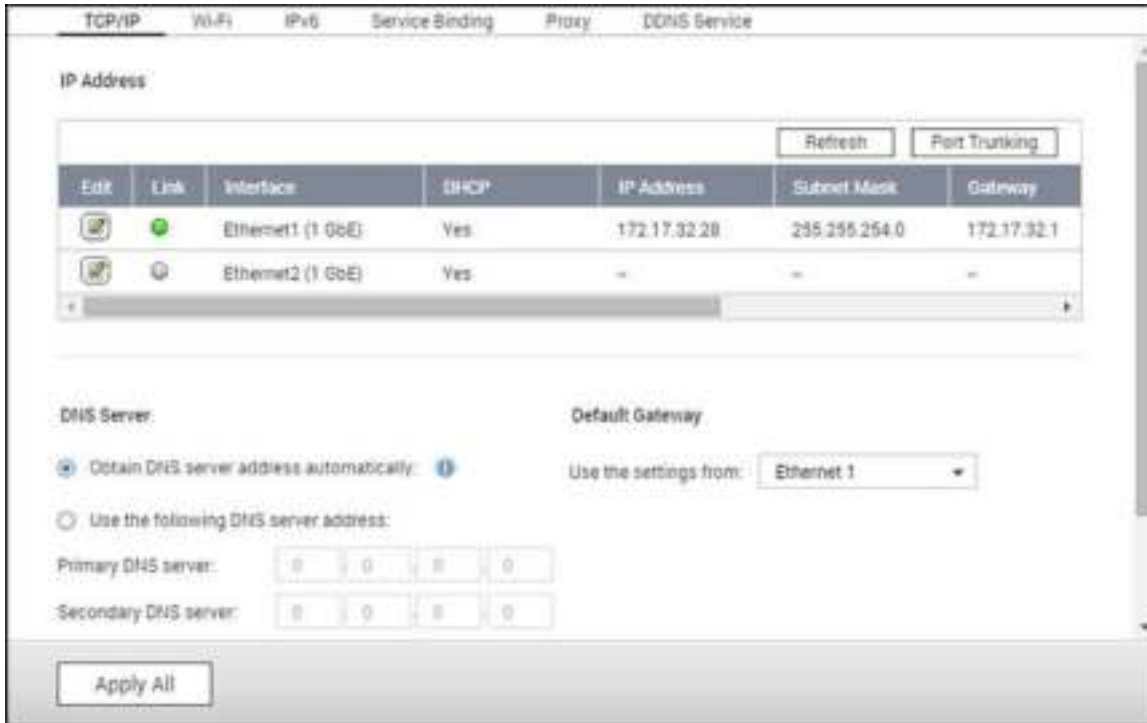 TCP/IP Wi-Fi IPv6 Service Binding Proxy DDNS Service
IP Address
Refresh Port Trunking
Edit Link Interface DHCP IP Address Subnet Mask Gateway
Ethernet1 (1 GbE) Yes 172.17.32.28 255.255.254.0 172.17.32.1
Ethernet2 (1 GbE) Yes -- -- --
DNS Server Default Gateway
Obtain DNS server address automatically: Use the settings from: Ethernet 1
Use the following DNS server address:
Primary DNS server: 0 . 0 . 0 . 0
Secondary DNS server: 0 . 0 . 0 . 0
Apply All